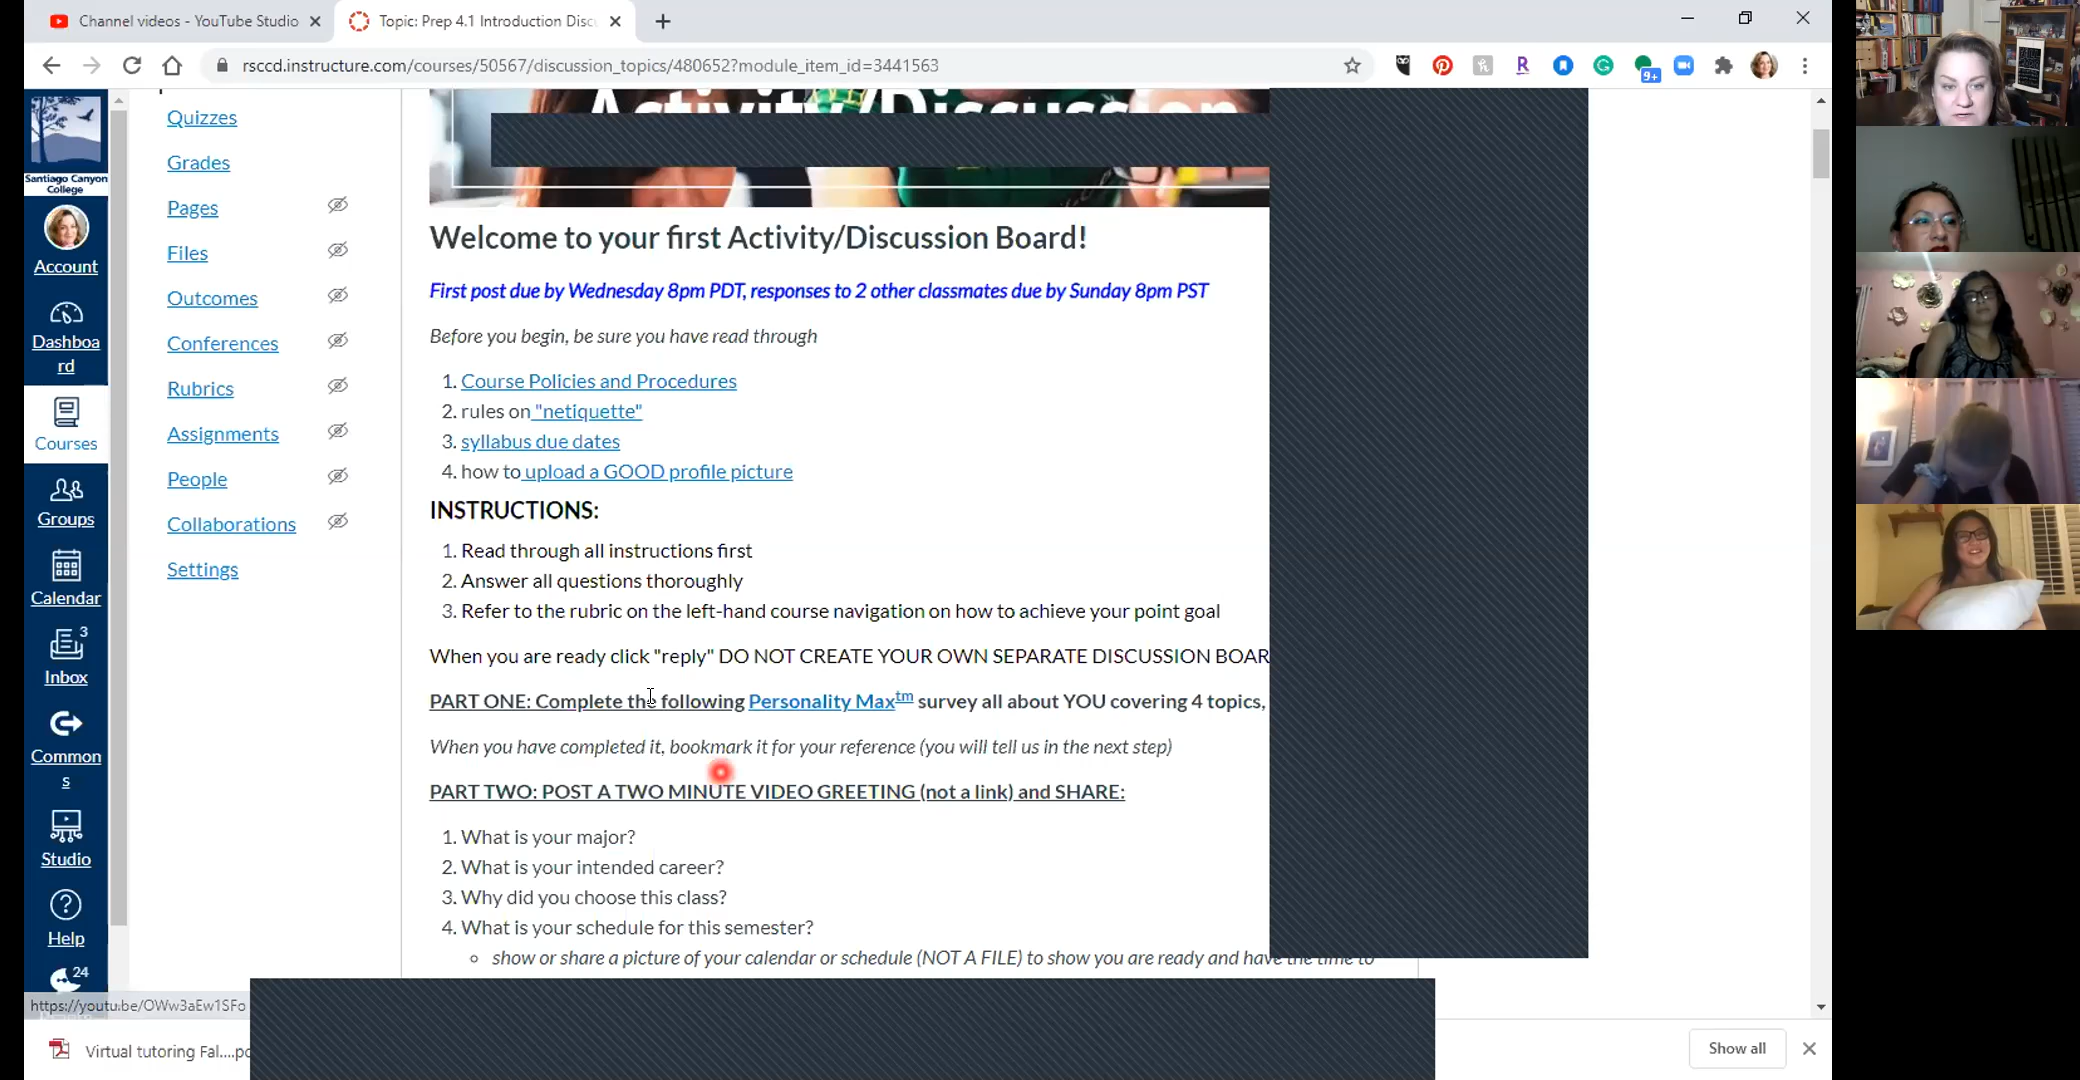 Channel videos - YouTube Studio
Topic: Prep 4.1 Introduction Disc
rsccd.instructure.com/courses/50567/discussion_topics/480652?module_item_id=3441563
9+
Santiago Canyon
College
Account
Dashboa
rd
Courses
Groups
Calendar
3
Inbox
Common
s
Studio
Help
24
Quizzes
Grades
Pages
Files
Outcomes
Conferences
Rubrics
Assignments
People
Collaborations
Settings
Activity/Discussion
Welcome to your first Activity/Discussion Board!
First post due by Wednesday 8pm PDT, responses to 2 other classmates due by Sunday 8pm PST
Before you begin, be sure you have read through
1. Course Policies and Procedures
2. rules on "netiquette"
3. syllabus due dates
4. how to upload a GOOD profile picture
INSTRUCTIONS:
1. Read through all instructions first
2. Answer all questions thoroughly
3. Refer to the rubric on the left-hand course navigation on how to achieve your point goal
When you are ready click "reply" DO NOT CREATE YOUR OWN SEPARATE DISCUSSION BOAR
PART ONE: Complete the following Personality Max tm survey all about YOU covering 4 topics,
When you have completed it, bookmark it for your reference (you will tell us in the next step)
PART TWO: POST A TWO MINUTE VIDEO GREETING (not a link) and SHARE:
1. What is your major?
2. What is your intended career?
3. Why did you choose this class?
4. What is your schedule for this semester?
show or share a picture of your calendar or schedule (NOT A FILE) to show you are ready and have the time to
https://youtu.be/OWw3aEw1SFo
Virtual tutoring Fal....pd
Show all